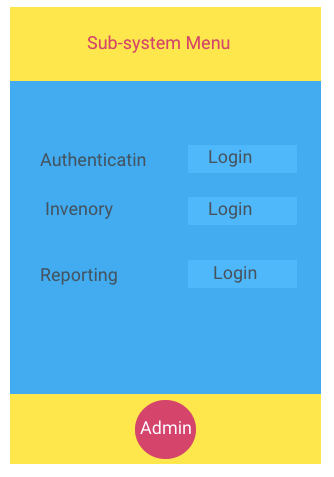 Sub-system Menu
Authenticatin Login
Invenory Login
Reporting Login
Admin